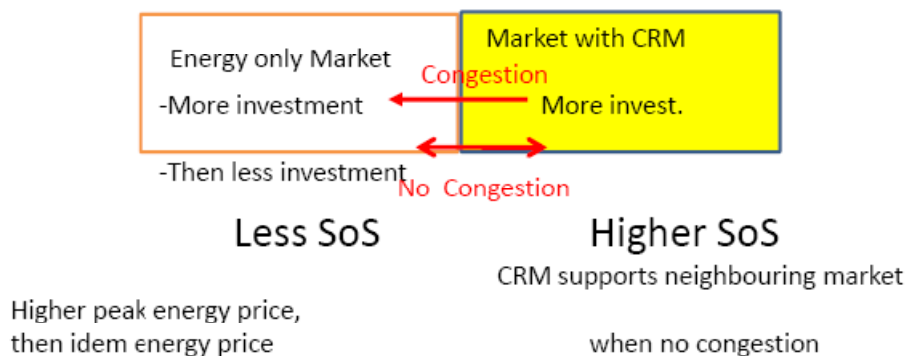 Energy only Market
Market with CRM
Congestion
-More investment
More invest.
-Then less investment
No Congestion
Less SoS
Higher SoS
CRM supports neighbouring market
Higher peak energy price,
then idem energy price
when no congestion